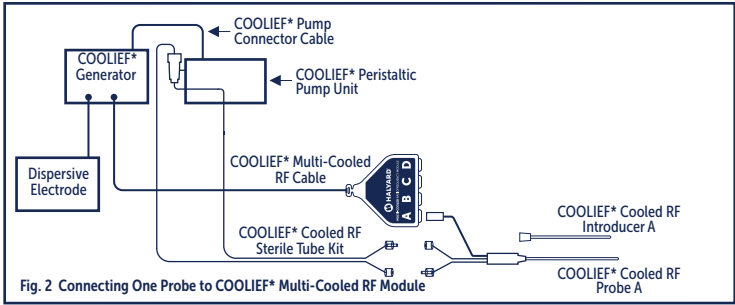 COOLIEF* Pump
Connector Cable
COOLIEF*
Generator
COOLIEF* Peristaltic
Pump Unit
Dispersive
Electrode
COOLIEF* Multi-Cooled
RF Cable
HALYARD
A B C D
COOLIEF* Cooled RF
Sterile Tube Kit
COOLIEF* Cooled RF
Introducer A
COOLIEF* Cooled RF
Probe A
Fig. 2 Connecting One Probe to COOLIEF* Multi-Cooled RF Module